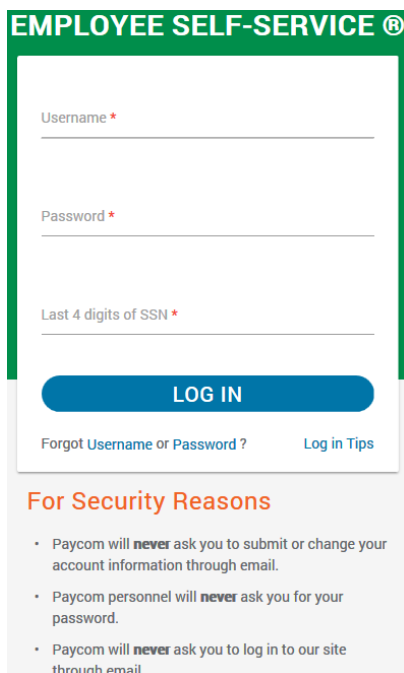 EMPLOYEE SELF-SERVICE ®
Username *
Password *
Last 4 digits of SSN *
LOG IN
Forgot Username or Password ? Log in Tips
For Security Reasons
• Paycom will never ask you to submit or change your
account information through email.
• Paycom personnel will never ask you for your
password.
• Paycom will never ask you to log in to our site
through email